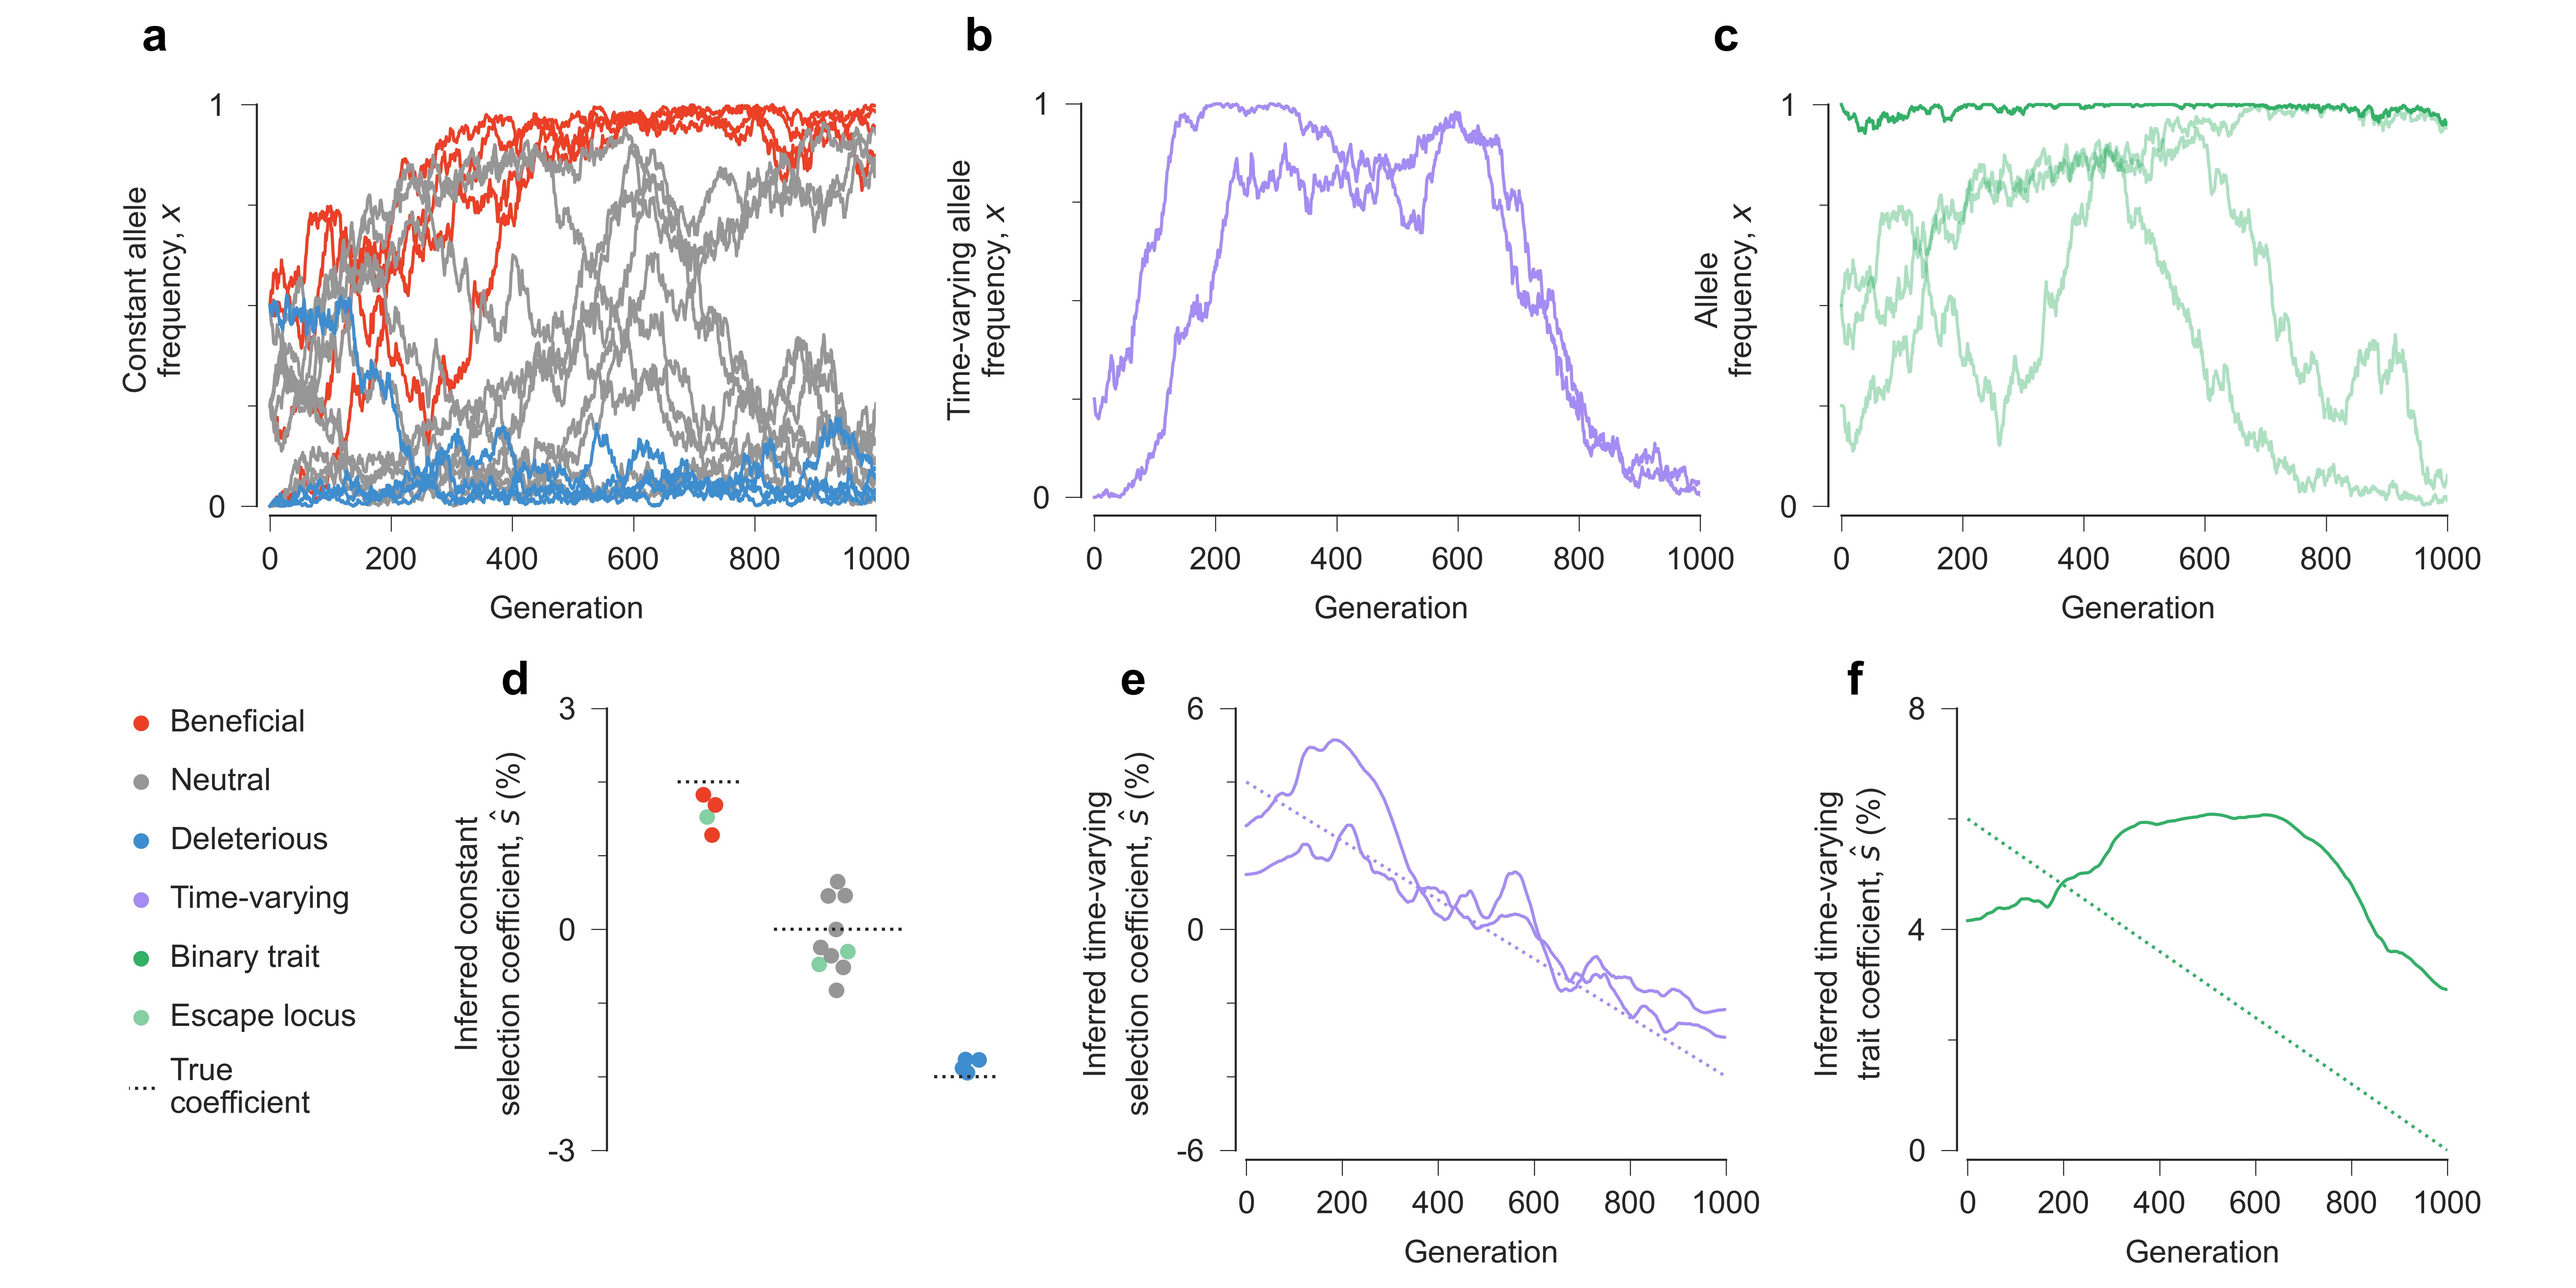 a
b
c
Constant allele
frequency, x
1
0
0
200
400
600
800
1000
Generation
Time-varying allele
frequency, x
1
0
0
200
400
600
800
1000
Generation
Allele
frequency, x
1
0
0
200
400
600
800
1000
Generation
Beneficial
Neutral
Deleterious
Time-varying
Binary trait
Escape locus
True
coefficient
d
Inferred constant
selection coefficient, ŝ (%)
3
0
-3
e
Inferred time-varying
selection coefficient, ŝ (%)
6
0
-6
0
200
400
600
800
1000
Generation
f
Inferred time-varying
trait coefficient, ŝ (%)
8
4
0
0
200
400
600
800
1000
Generation